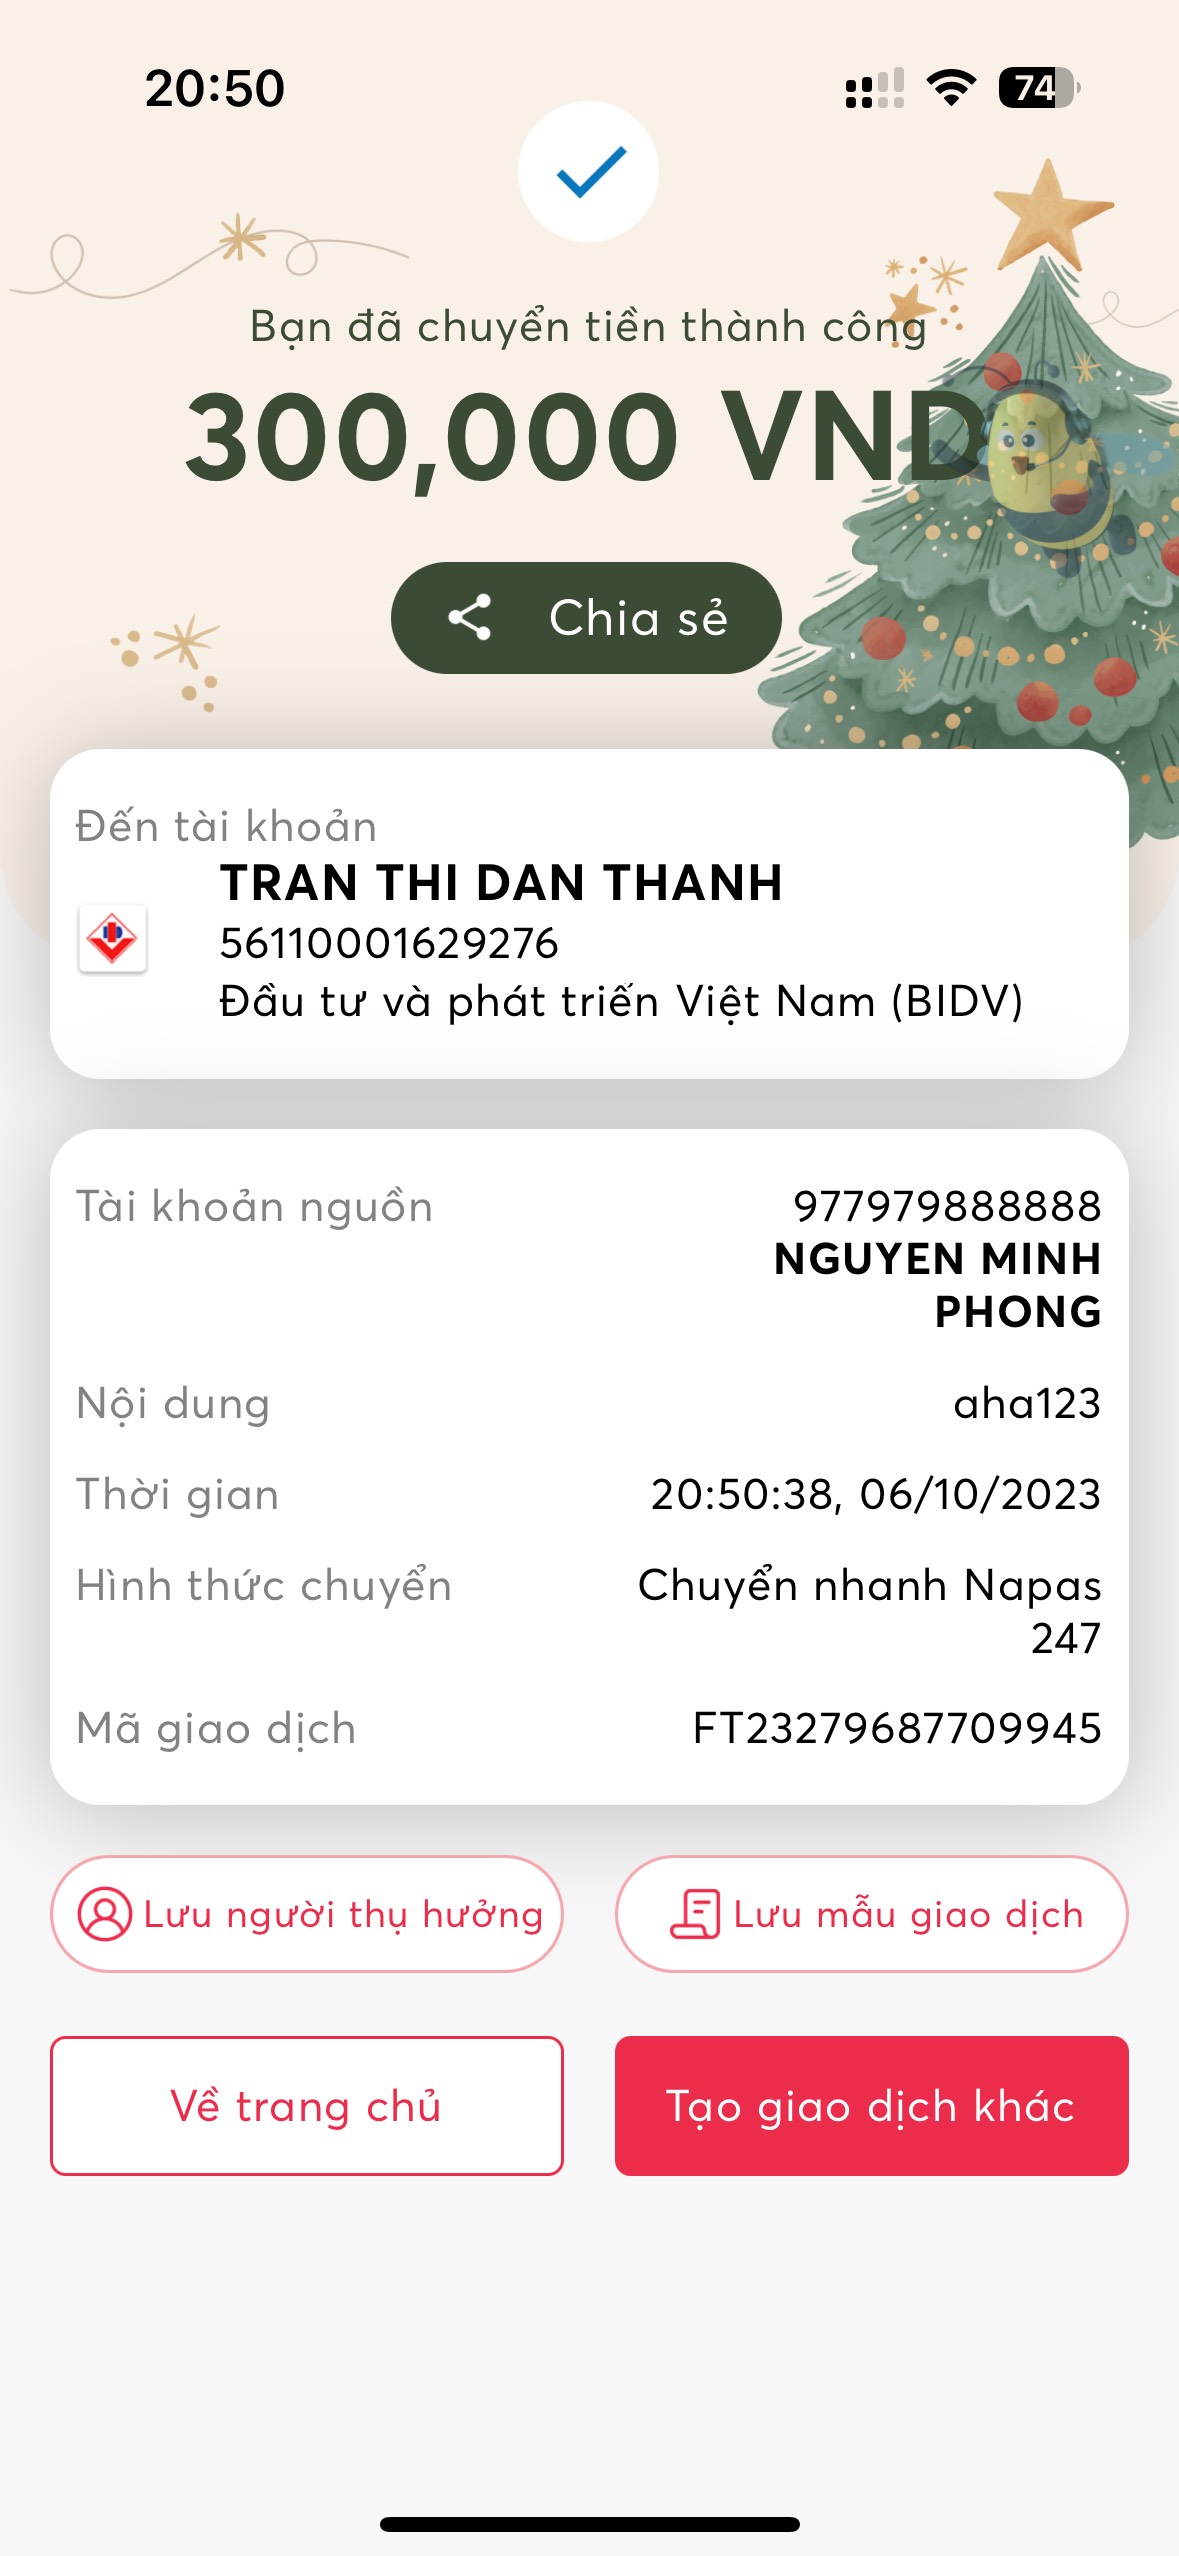 20:50
74
Bạn đã chuyển tiền thành công
300,000 VND
Chia sẻ
Đến tài khoản
TRAN THI DAN THANH
56110001629276
Đầu tư và phát triển Việt Nam (BIDV)
Tài khoản nguồn
977979888888
NGUYEN MINH
PHONG
Nội dung
aha123
Thời gian
20:50:38, 06/10/2023
Hình thức chuyển
Chuyển nhanh Napas
247
Mã giao dịch
FT23279687709945
Lưu người thụ hưởng
Lưu mẫu giao dịch
Về trang chủ
Tạo giao dịch khác